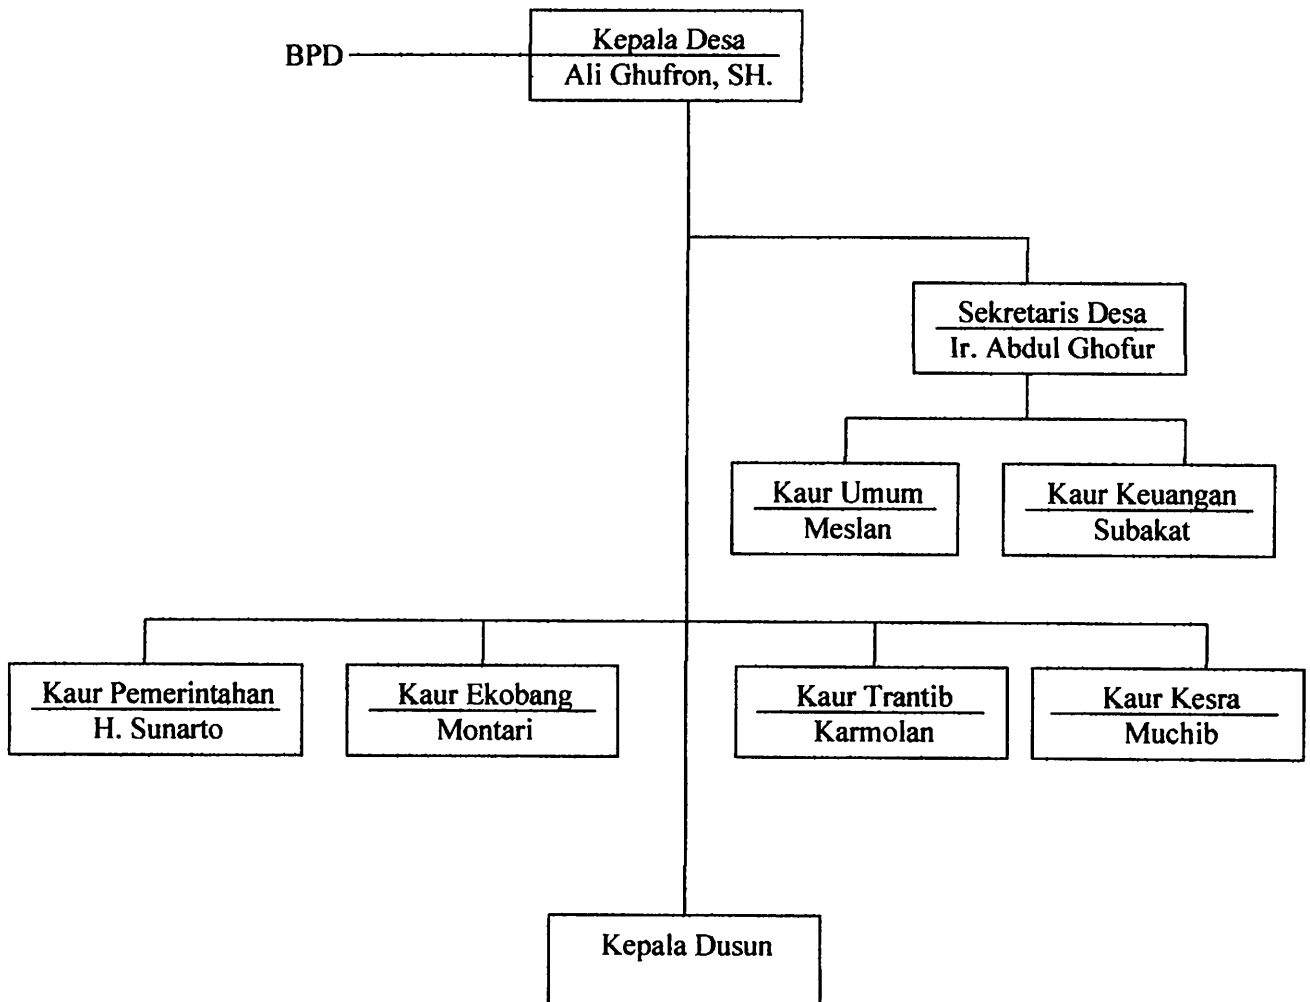 Kepala Desa
BPD
Ali Ghufron, SH.
Sekretaris Desa
Ir. Abdul Ghofur
Kaur Umum
Meslan
Kaur Keuangan
Subakat
Kaur Pemerintahan
H. Sunarto
Kaur Ekobang
Montari
Kaur Trantib
Karmolan
Kaur Kesra
Muchib
Kepala Dusun